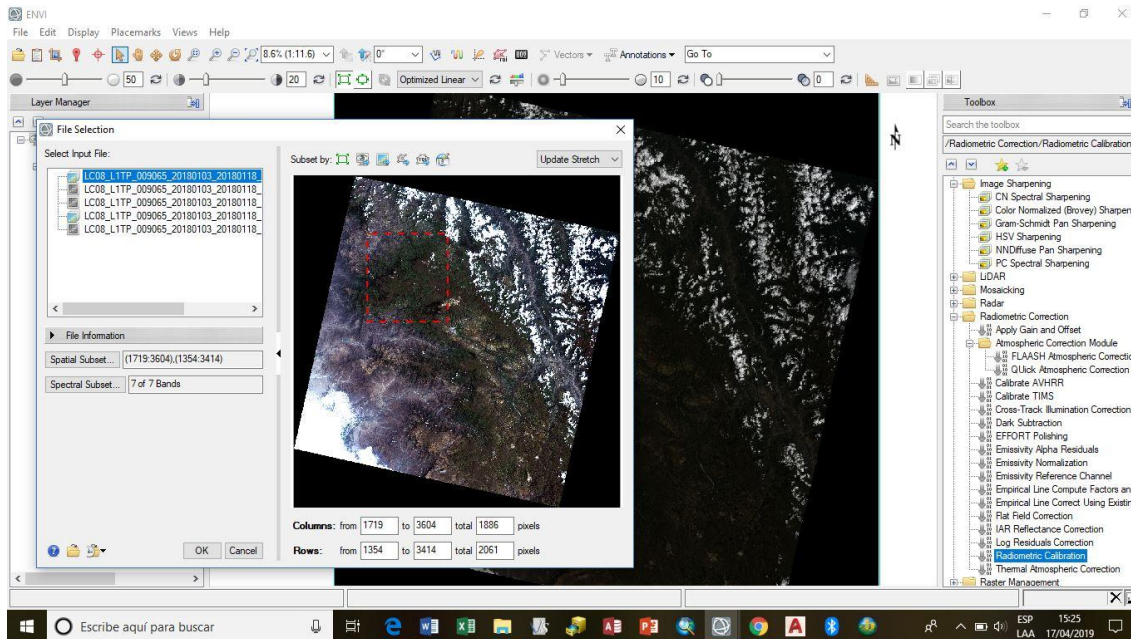 ENVI
File Edit Display Placemarks Views Help
8.6% (1:11.6) 0° Vectors Annotations Go To
50 20 Optimized Linear 10 0
Layer Manager
Toolbox
File Selection
Search the toolbox
Select Input File:
Subset by: Update Stretch
/Radiometric Correction/Radiometric Calibration
LC08_L1TP_009065_20180103_20180118_
LC08_L1TP_009065_20180103_20180118_
LC08_L1TP_009065_20180103_20180118_
LC08_L1TP_009065_20180103_20180118_
LC08_L1TP_009065_20180103_20180118_
N
Image Sharpening
CN Spectral Sharpening
Color Normalized (Brovey) Sharpen
Gram-Schmidt Pan Sharpening
HSV Sharpening
NNDiffuse Pan Sharpening
PC Spectral Sharpening
LiDAR
Mosaicking
Radar
Radiometric Correction
Apply Gain and Offset
Atmospheric Correction Module
FLAASH Atmospheric Correctio
QUick Atmospheric Correction
Calibrate AVHRR
Calibrate TIMS
Cross-Track Illumination Correction
Dark Subtraction
EFFORT Polishing
Emissivity Alpha Residuals
Emissivity Normalization
Emissivity Reference Channel
Empirical Line Compute Factors an
Empirical Line Correct Using Existin
Flat Field Correction
IAR Reflectance Correction
Log Residuals Correction
Radiometric Calibration
Thermal Atmospheric Correction
Raster Management
File Information
Spatial Subset... (1719:3604),(1354:3414)
Spectral Subset... 7 of 7 Bands
Columns: from 1719 to 3604 total 1886 pixels
Rows: from 1354 to 3414 total 2061 pixels
OK Cancel
Escribe aquí para buscar
ESP 15:25
LAA 17/04/2019